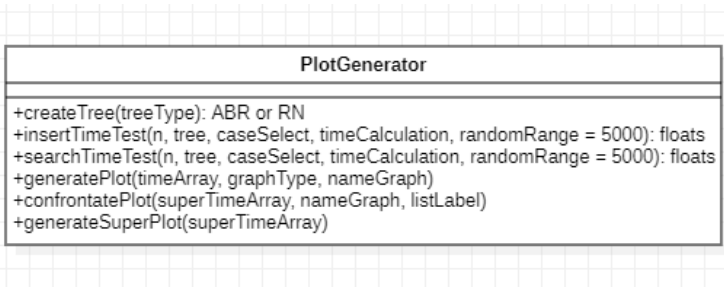 PlotGenerator
+createTree(treeType): ABR or RN
+insertTimeTest(n, tree, caseSelect, timeCalculation, randomRange = 5000): floats
+searchTimeTest(n, tree, caseSelect, timeCalculation, randomRange = 5000): floats
+generatePlot(timeArray, graphType, nameGraph)
+confrontatePlot(superTimeArray, nameGraph, listLabel)
+generateSuperPlot(superTimeArray)